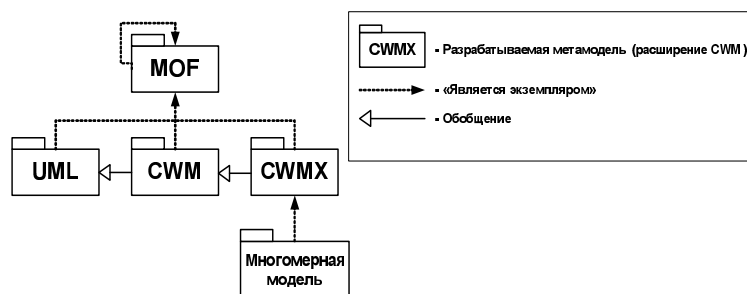 MOF
UML
CWM
CWMX
Многомерная
модель
CWMX
- Разрабатываемая метамодель (расширение CWM)
- «Является экземпляром»
- Обобщение